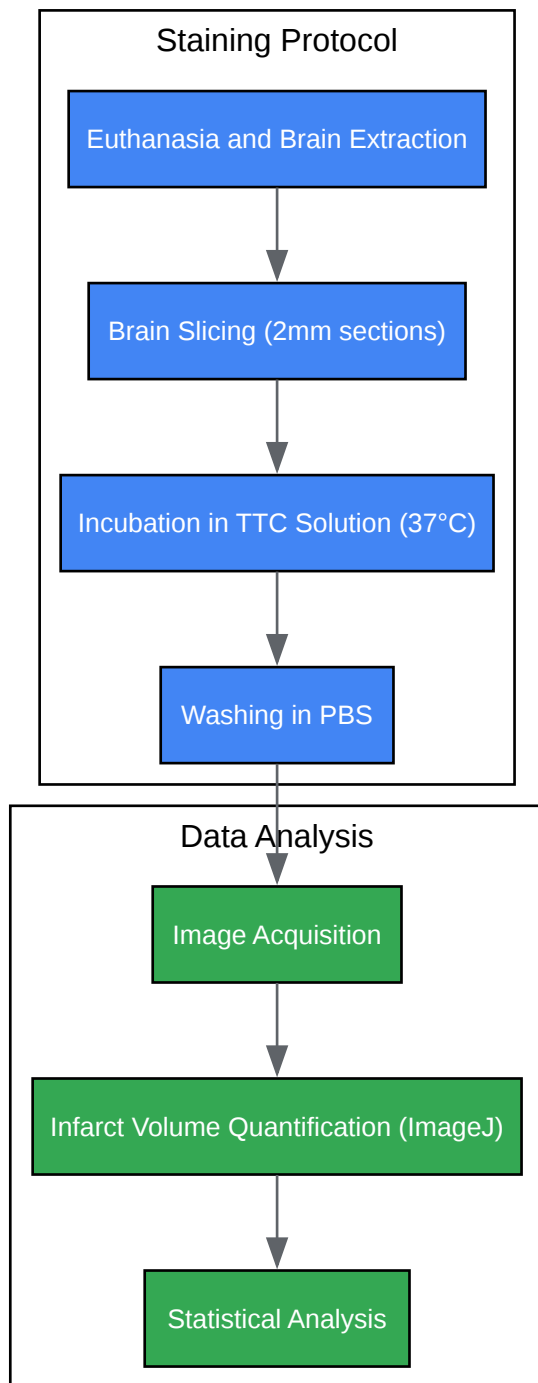 Staining Protocol
Euthanasia and Brain Extraction
Brain Slicing (2mm sections)
Incubation in TTC Solution (37°C)
Washing in PBS
Data Analysis
Image Acquisition
Infarct Volume Quantification (ImageJ)
Statistical Analysis